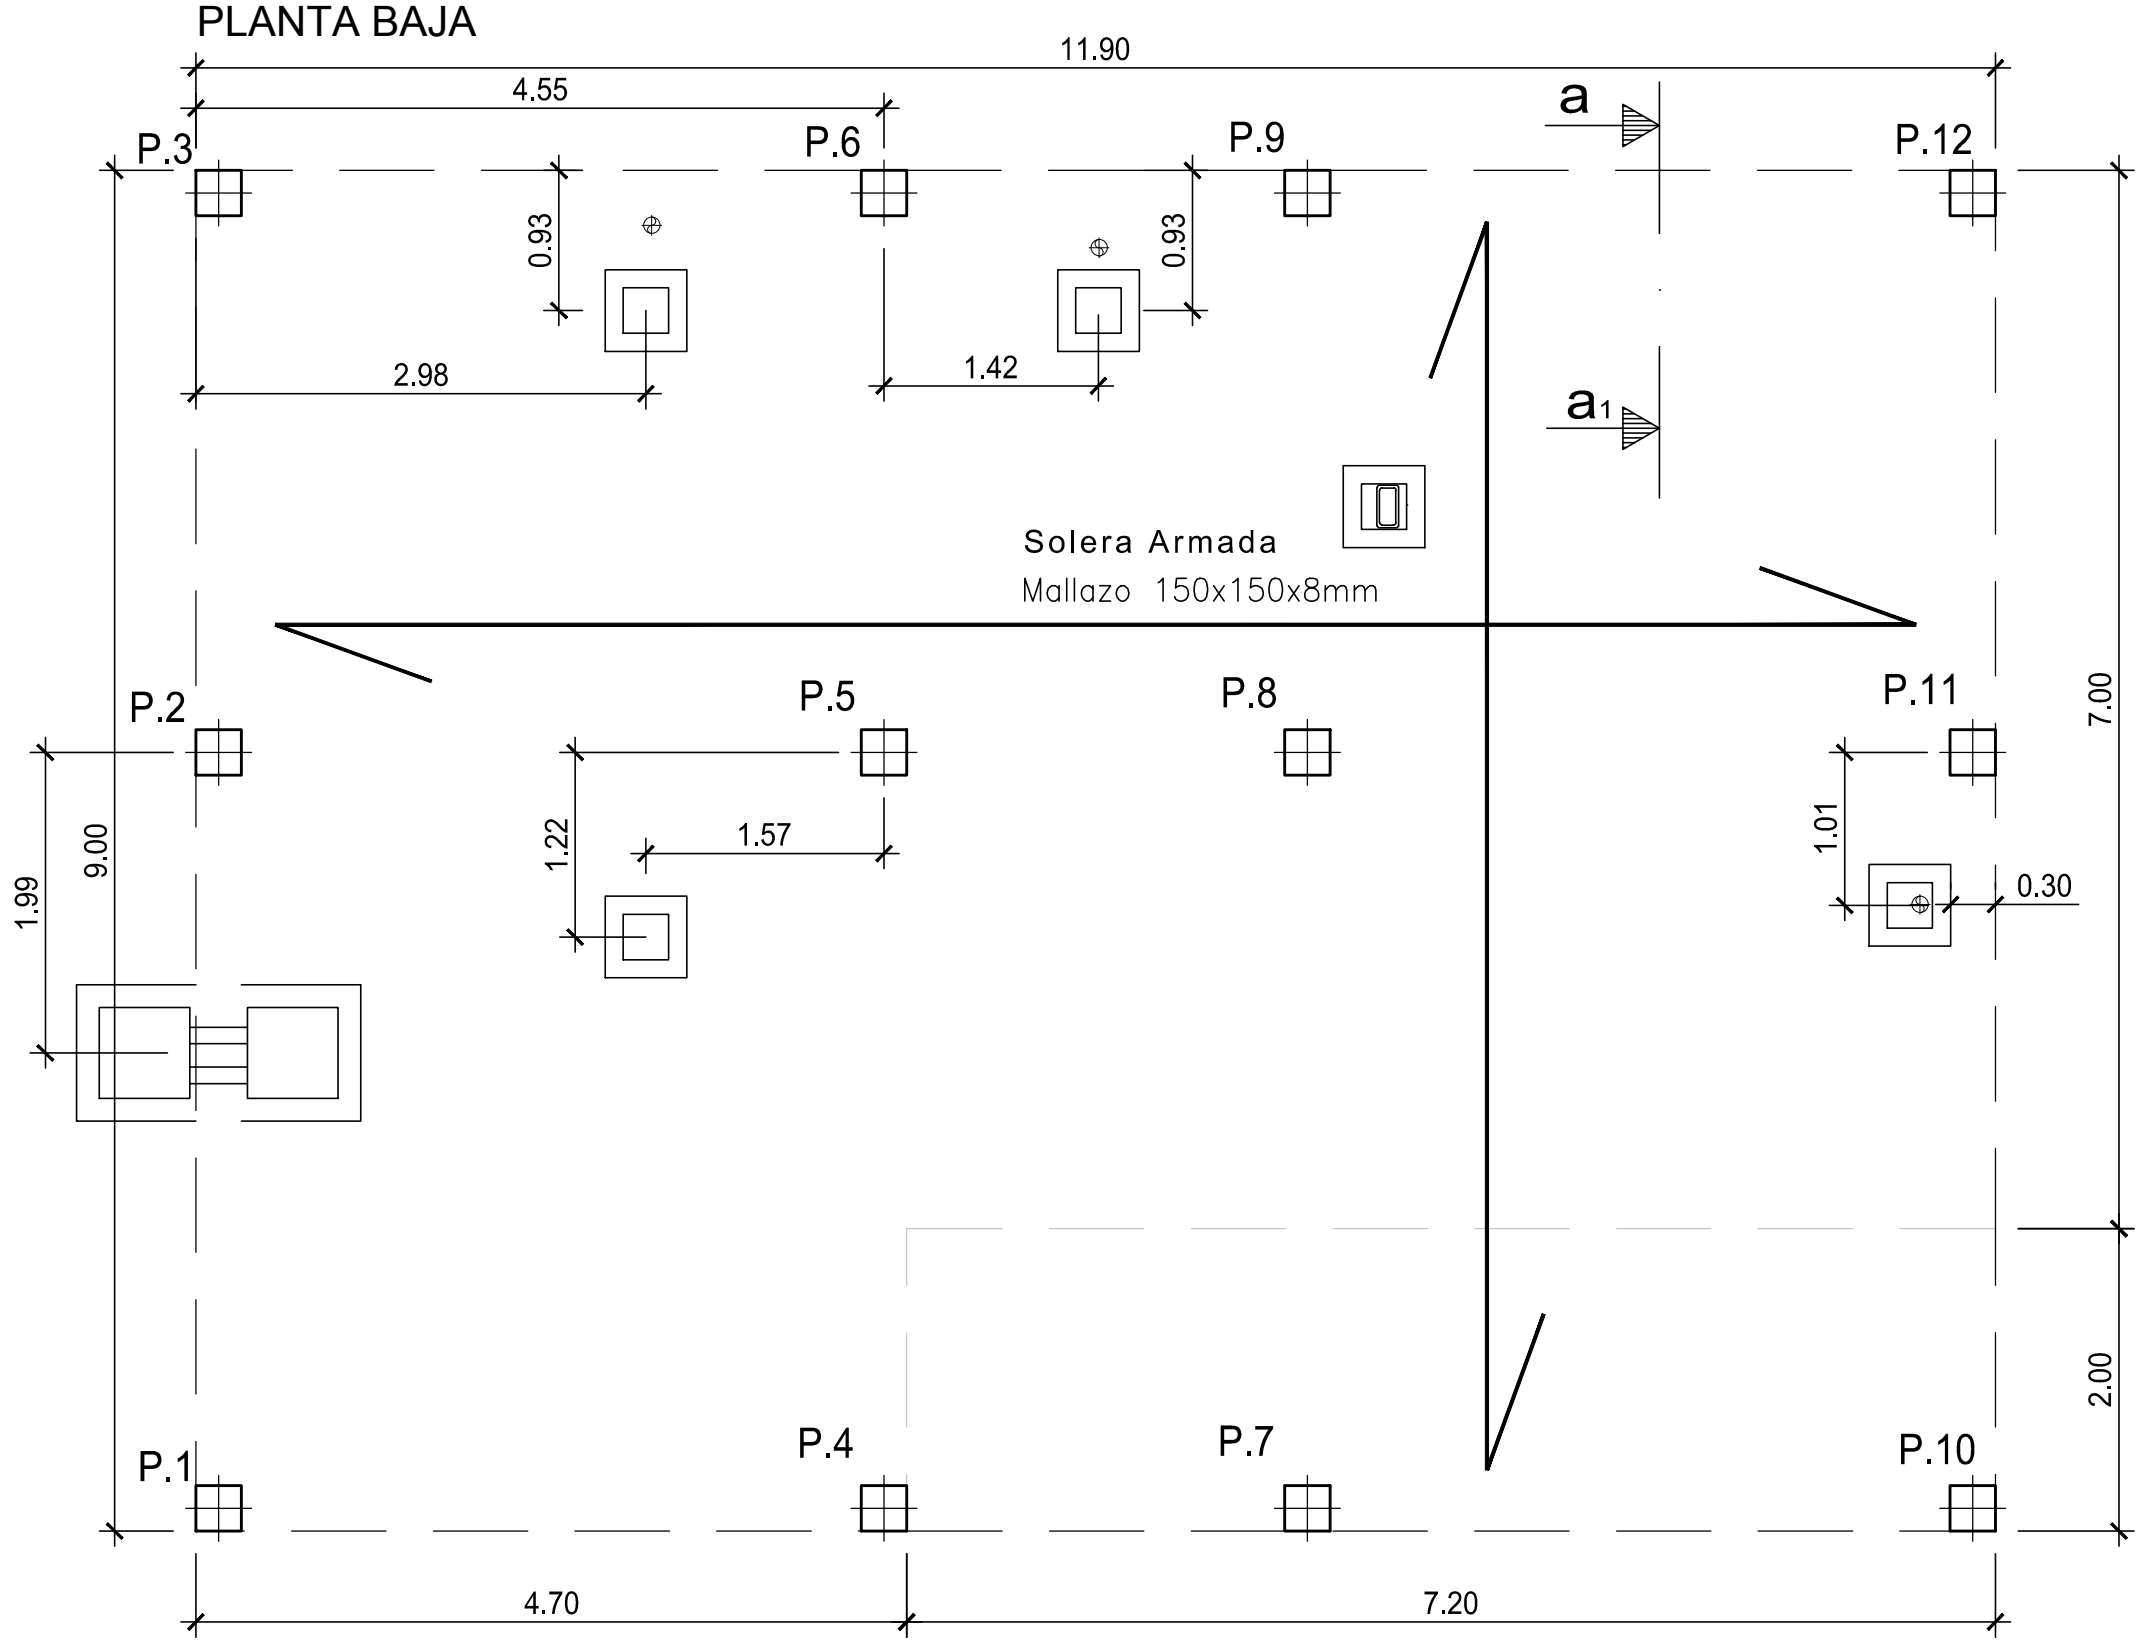 PLANTA BAJA
11.90
4.55
a
P.3
P.6
P.9
P.12
0.93
0.93
2.98
1.42
a1
Solera Armada
Mallazo 150x150x8mm
7.00
P.2
P.5
P.8
P.11
1.99
9.00
1.22
1.57
1.01
0.30
2.00
P.1
P.4
P.7
P.10
4.70
7.20